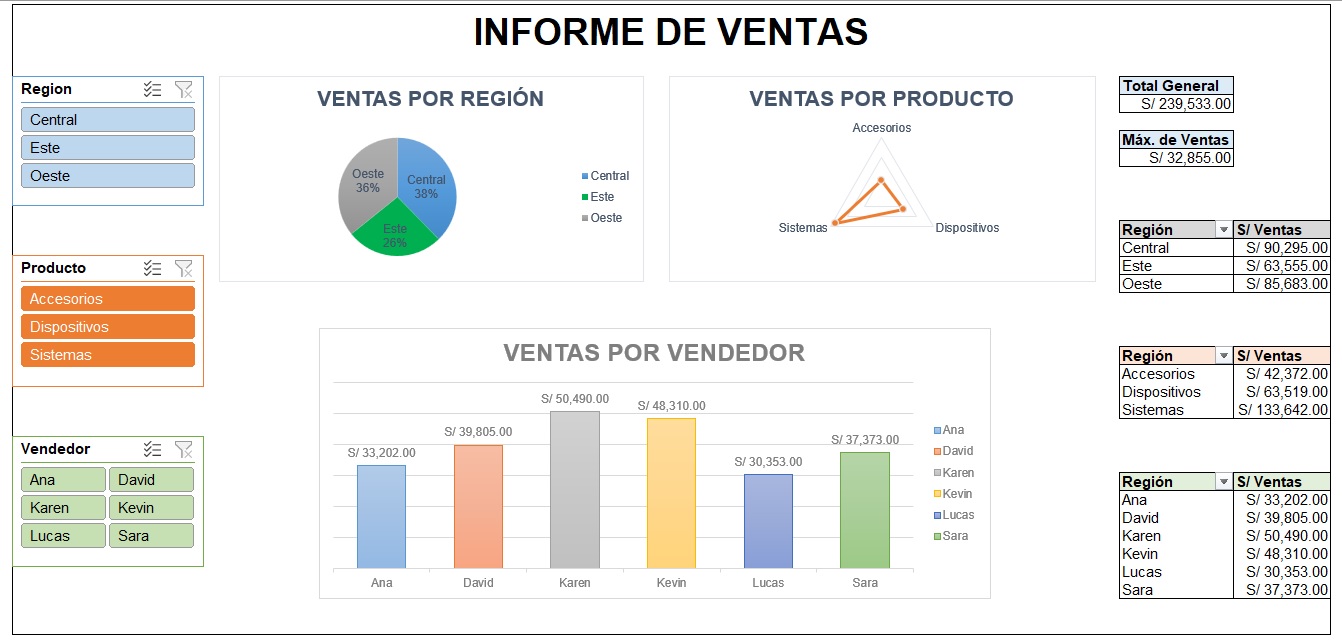 INFORME DE VENTAS
Region
Central
Este
Oeste
Producto
Accesorios
Dispositivos
Sistemas
Vendedor
Ana David
Karen Kevin
Lucas Sara
VENTAS POR REGIÓN
Oeste
36%
Central
38%
Este
26%
Central
Este
Oeste
VENTAS POR PRODUCTO
Accesorios
Sistemas
Dispositivos
VENTAS POR VENDEDOR
S/ 33,202.00
S/ 39,805.00
S/ 50,490.00
S/ 48,310.00
S/ 30,353.00
S/ 37,373.00
Ana David Karen Kevin Lucas Sara
Ana
David
Karen
Kevin
Lucas
Sara
Total General
S/ 239,533.00
Máx. de Ventas
S/ 32,855.00
Región S/ Ventas
Central S/ 90,295.00
Este S/ 63,555.00
Oeste S/ 85,683.00
Región S/ Ventas
Accesorios S/ 42,372.00
Dispositivos S/ 63,519.00
Sistemas S/ 133,642.00
Región S/ Ventas
Ana S/ 33,202.00
David S/ 39,805.00
Karen S/ 50,490.00
Kevin S/ 48,310.00
Lucas S/ 30,353.00
Sara S/ 37,373.00